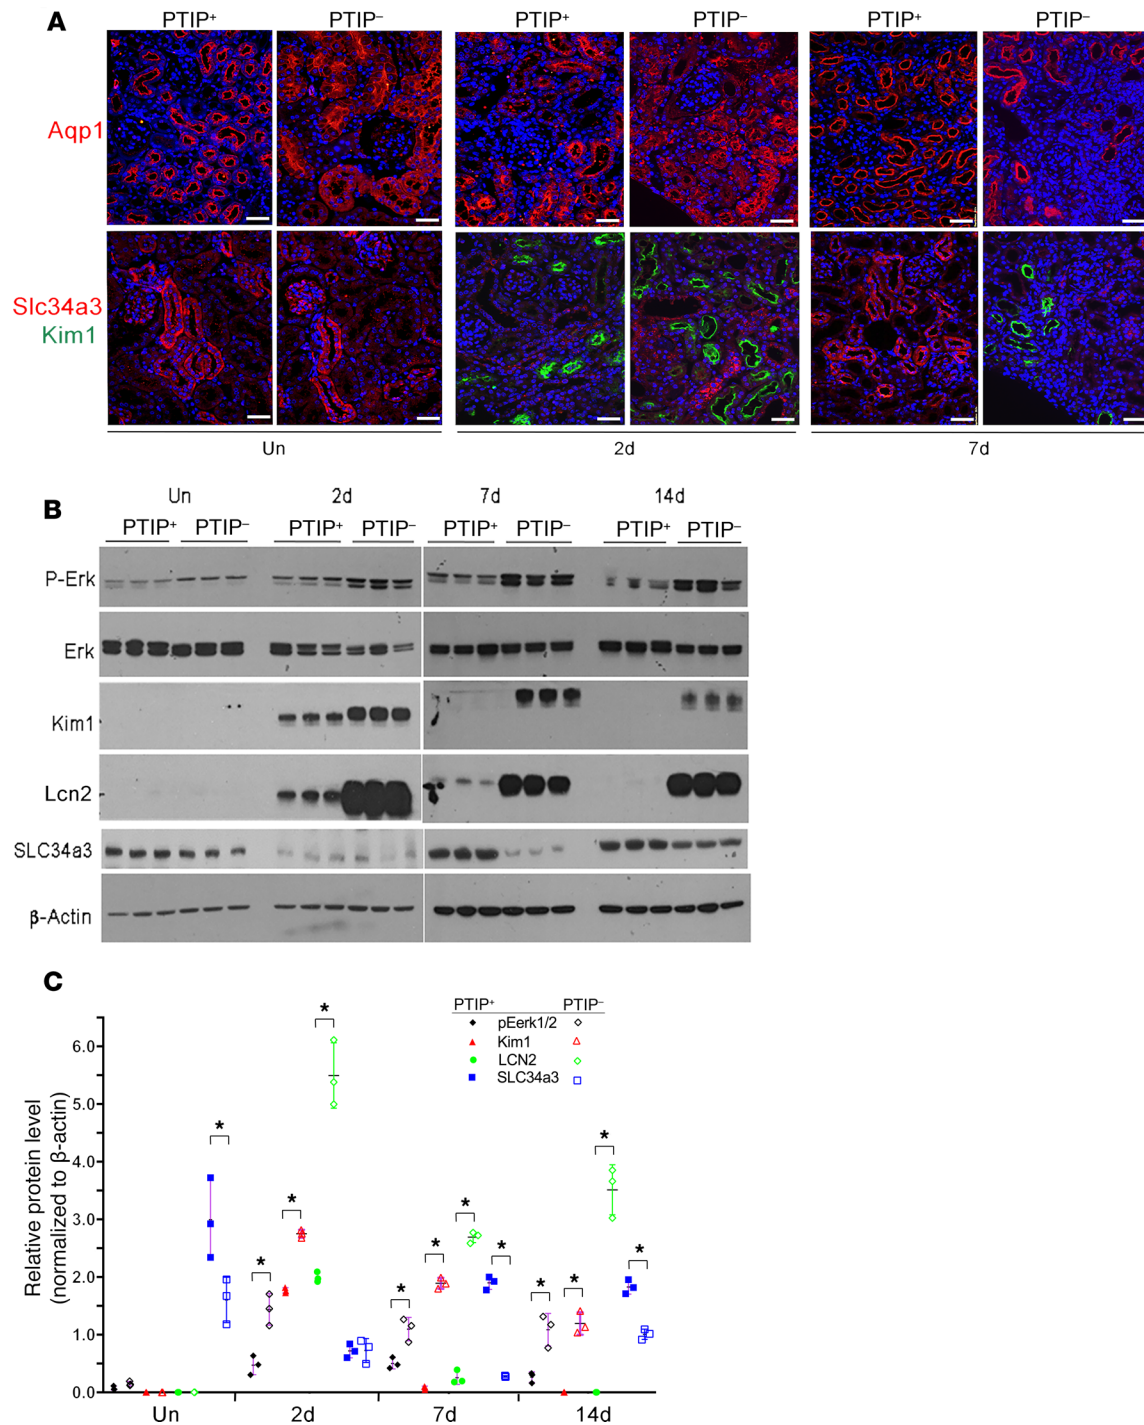 A
PTIP+ PTIP– PTIP+ PTIP– PTIP+ PTIP–
Aqp1
Slc34a3
Kim1
Un 2d 7d
B
Un 2d 7d 14d
PTIP+ PTIP– PTIP+ PTIP– PTIP+ PTIP– PTIP+ PTIP–
P-Erk
Erk
Kim1
Lcn2
SLC34a3
β-Actin
C
PTIP+ PTIP–
pEerk1/2
Kim1
LCN2
SLC34a3
Relative protein level
(normalized to β-actin)
6.0
5.0
4.0
3.0
2.0
1.0
0.0
* * * * * * * * * * * *
Un 2d 7d 14d